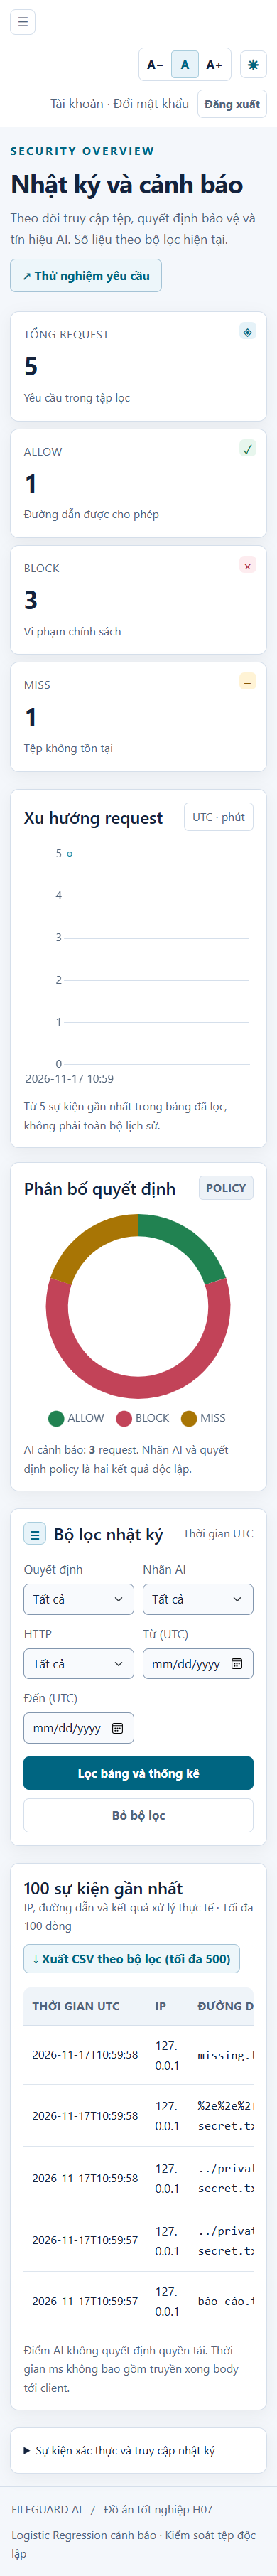 ☰
A− A A+
Tài khoản · Đổi mật khẩu Đăng xuất
SECURITY OVERVIEW
Nhật ký và cảnh báo
Theo dõi truy cập tệp, quyết định bảo vệ và
tín hiệu AI. Số liệu theo bộ lọc hiện tại.
↗ Thử nghiệm yêu cầu
TỔNG REQUEST
5
Yêu cầu trong tập lọc
ALLOW
✓
1
Đường dẫn được cho phép
BLOCK
×
3
Vi phạm chính sách
MISS
–
1
Tệp không tồn tại
Xu hướng request UTC · phút
5
4
3
2
1
0
2026-11-17 10:59
Từ 5 sự kiện gần nhất trong bảng đã lọc,
không phải toàn bộ lịch sử.
Phân bố quyết định POLICY
ALLOW BLOCK MISS
AI cảnh báo: 3 request. Nhãn AI và quyết
định policy là hai kết quả độc lập.
Bộ lọc nhật ký Thời gian UTC
Quyết định Nhãn AI
Tất cả Tất cả
HTTP Từ (UTC)
Tất cả mm/dd/yyyy -
Đến (UTC)
mm/dd/yyyy -
Lọc bảng và thống kê
Bỏ bộ lọc
100 sự kiện gần nhất
IP, đường dẫn và kết quả xử lý thực tế · Tối đa
100 dòng
↓ Xuất CSV theo bộ lọc (tối đa 500)
THỜI GIAN UTC IP ĐƯỜNG D
2026-11-17T10:59:58 127.0.0.1 missing.t
2026-11-17T10:59:58 127.0.0.1 %2e%2e%2
secret.tx
2026-11-17T10:59:58 127.0.0.1 ../privat
secret.tx
2026-11-17T10:59:57 127.0.0.1 ../privat
secret.tx
2026-11-17T10:59:57 127.0.0.1 báo cáo.t
Điểm AI không quyết định quyền tải. Thời
gian ms không bao gồm truyền xong body
tới client.
▶ Sự kiện xác thực và truy cập nhật ký
FILEGUARD AI / Đồ án tốt nghiệp H07
Logistic Regression cảnh báo · Kiểm soát tệp độc
lập